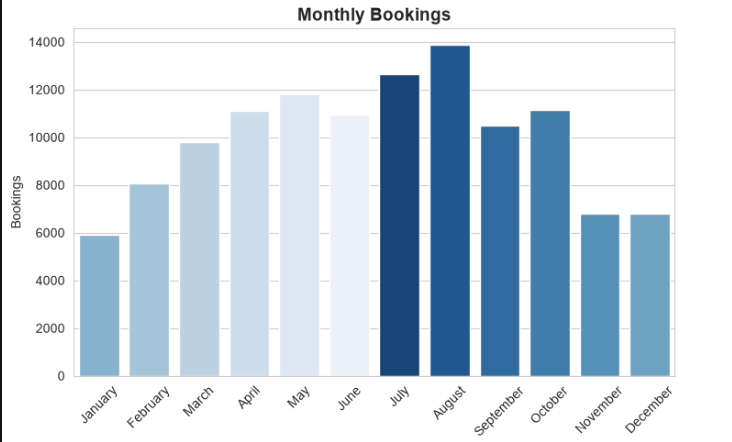 Monthly Bookings
Bookings
14000
12000
10000
8000
6000
4000
2000
0
January
February
March
April
May
June
July
August
September
October
November
December